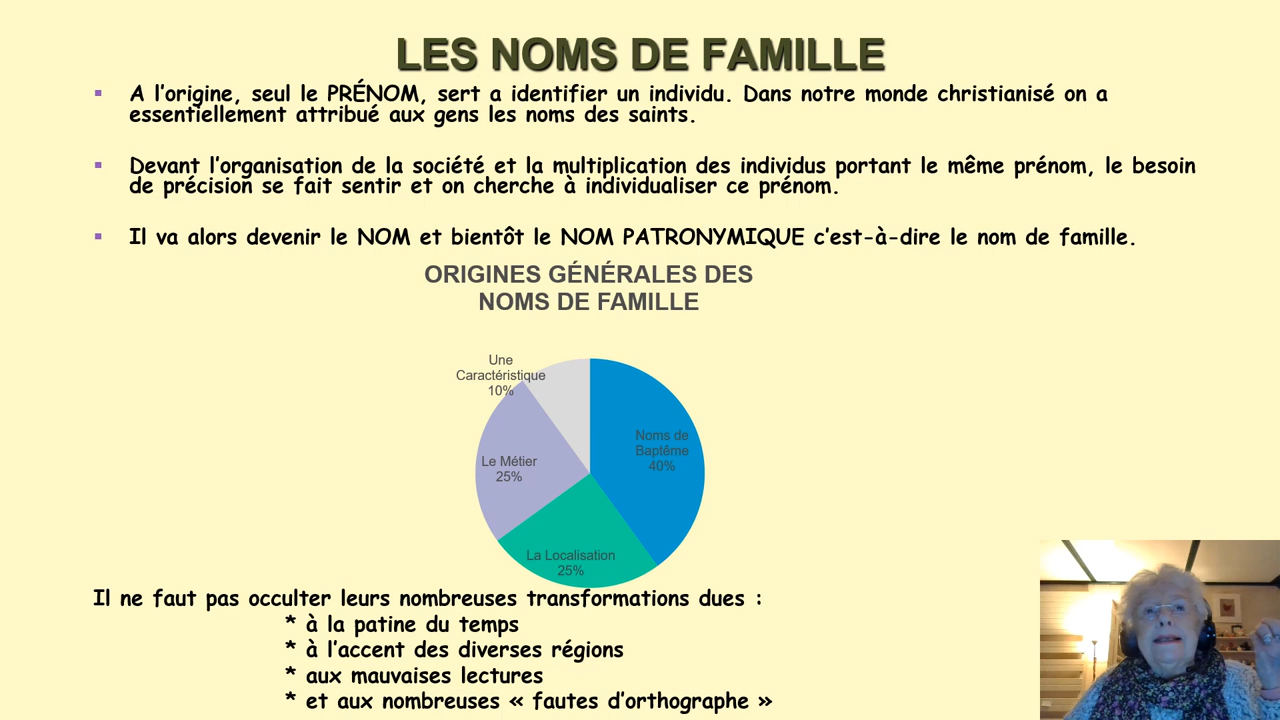 LES NOMS DE FAMILLE
▪ A l'origine, seul le PRÉNOM, sert a identifier un individu. Dans notre monde christianisé on a
essentiellement attribué aux gens les noms des saints.
▪ Devant l'organisation de la société et la multiplication des individus portant le même prénom, le besoin
de précision se fait sentir et on cherche à individualiser ce prénom.
▪ Il va alors devenir le NOM et bientôt le NOM PATRONYMIQUE c'est-à-dire le nom de famille.
ORIGINES GÉNÉRALES DES
NOMS DE FAMILLE
Une
Caractéristique
10%
Noms de
Baptême
40%
Le Métier
25%
La Localisation
25%
Il ne faut pas occulter leurs nombreuses transformations dues :
* à la patine du temps
* à l'accent des diverses régions
* aux mauvaises lectures
* et aux nombreuses « fautes d'orthographe »